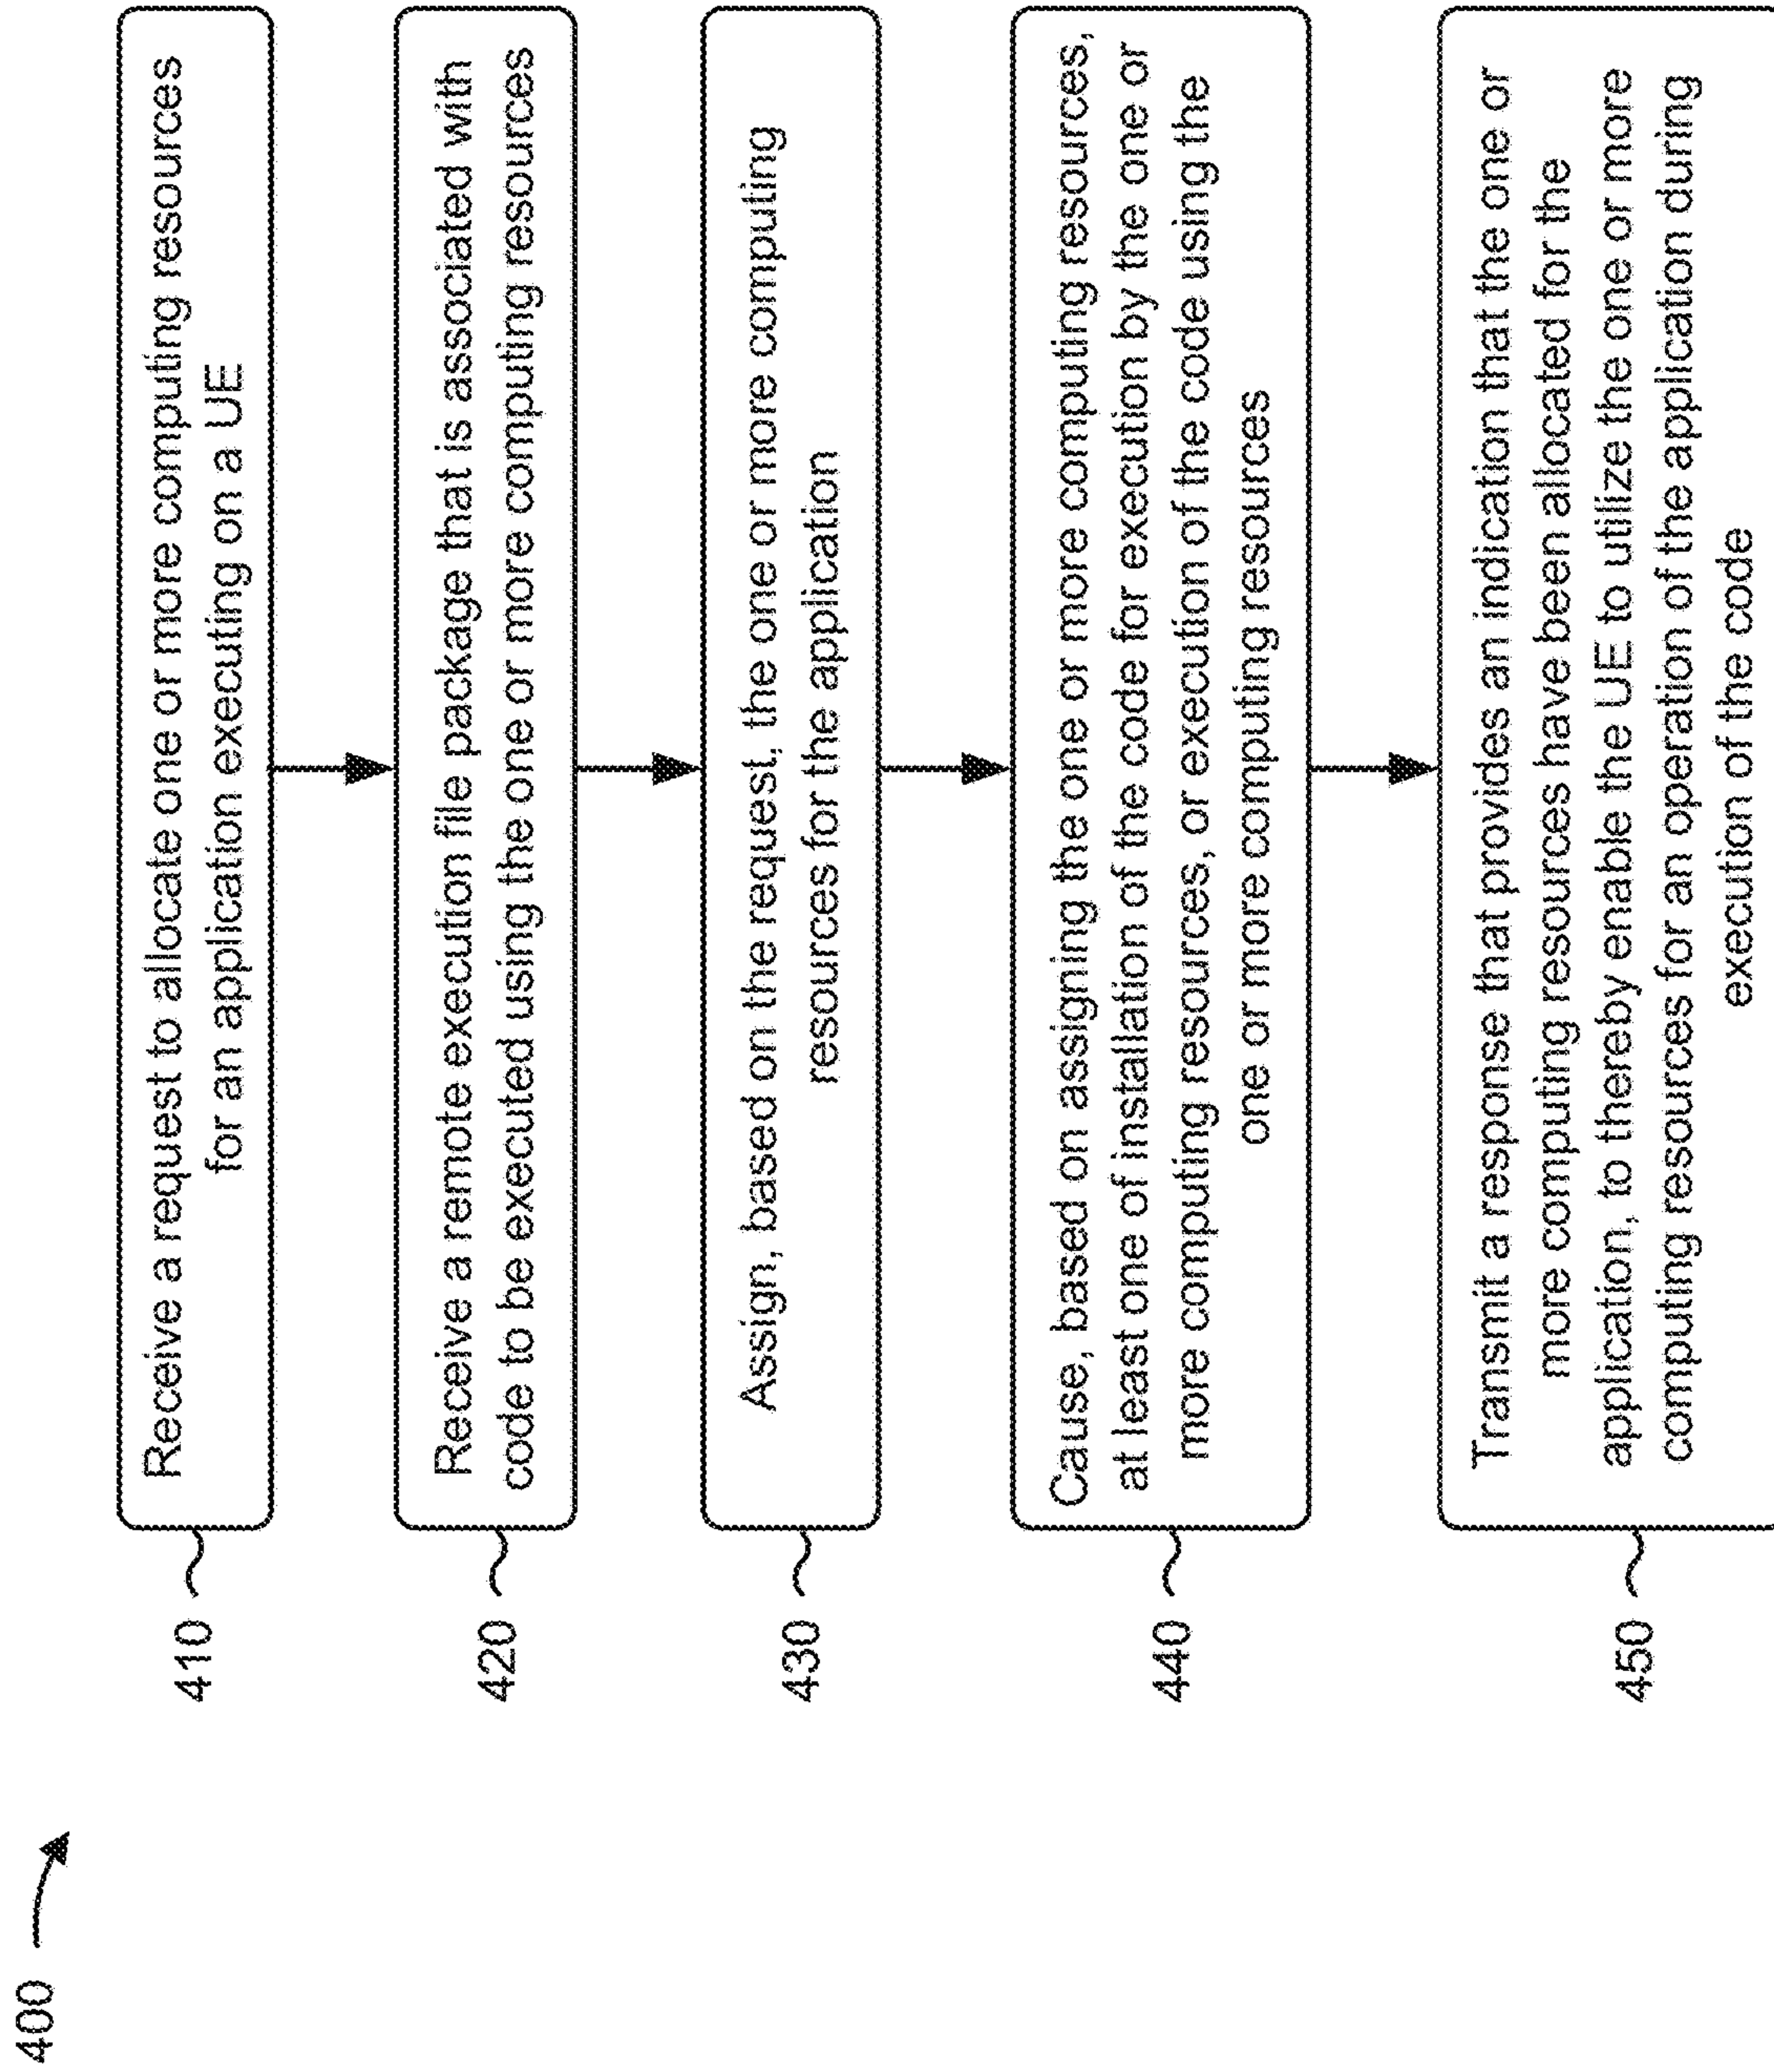 400
410
Receive a request to allocate one or more computing resources
for an application executing on a UE
420
Receive a remote execution file package that is associated with
code to be executed using the one or more computing resources
430
Assign, based on the request, the one or more computing
resources for the application
440
Cause, based on assigning the one or more computing resources,
at least one of installation of the code for execution by the one or
more computing resources, or execution of the code using the
one or more computing resources
450
Transmit a response that provides an indication that the one or
more computing resources have been allocated for the
application, to thereby enable the UE to utilize the one or more
computing resources for an operation of the application during
execution of the code